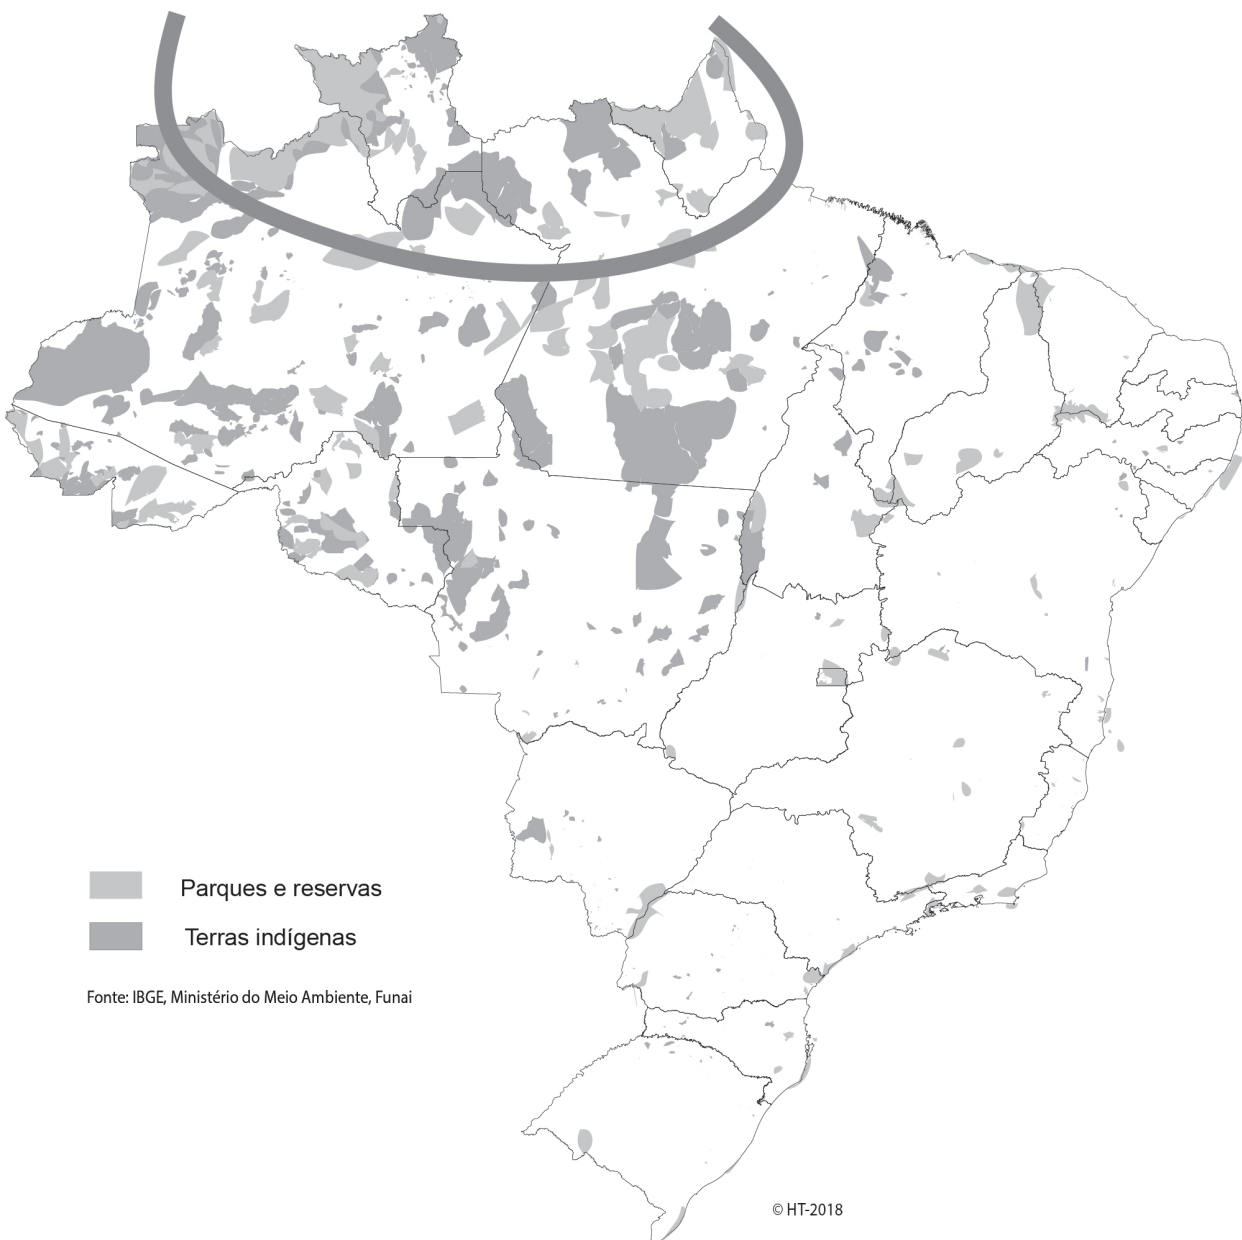 Parques e reservas
Terras indígenas
Fonte: IBGE, Ministério do Meio Ambiente, Funai
© HT-2018